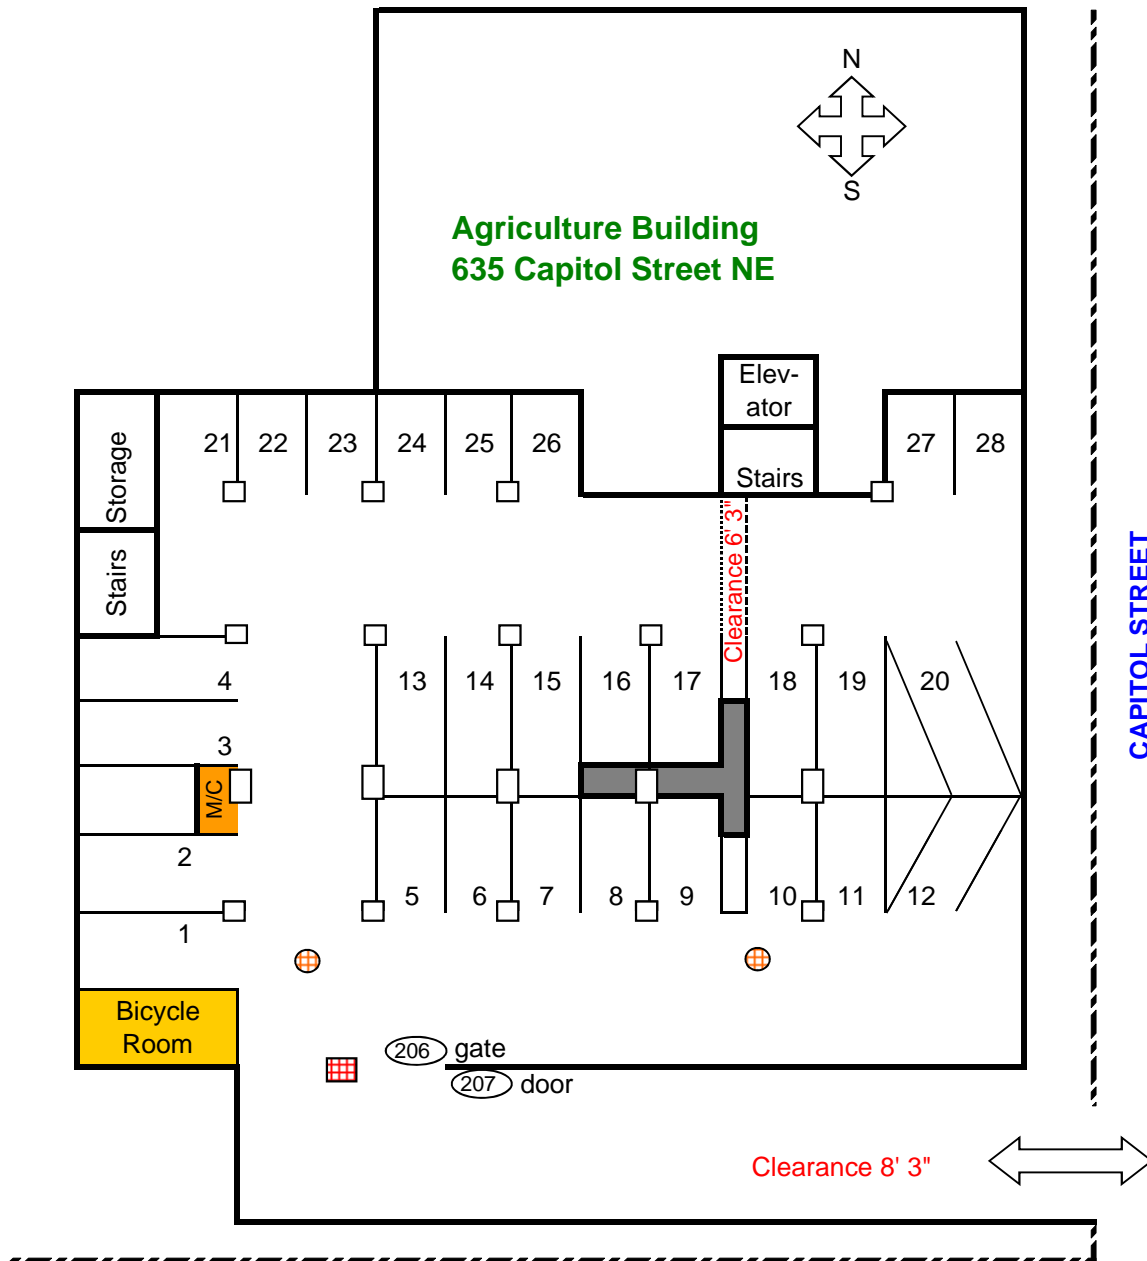 N
S
Agriculture Building
635 Capitol Street NE
Elev-
ator
Stairs
Storage
Stairs
21 22 23 24 25 26 27 28
Clearance 6' 3"
CAPITOL STREET
4 13 14 15 16 17 18 19 20
3
M/C
2
5 6 7 8 9 10 11 12
1
Bicycle
Room
206 gate
207 door
Clearance 8' 3"